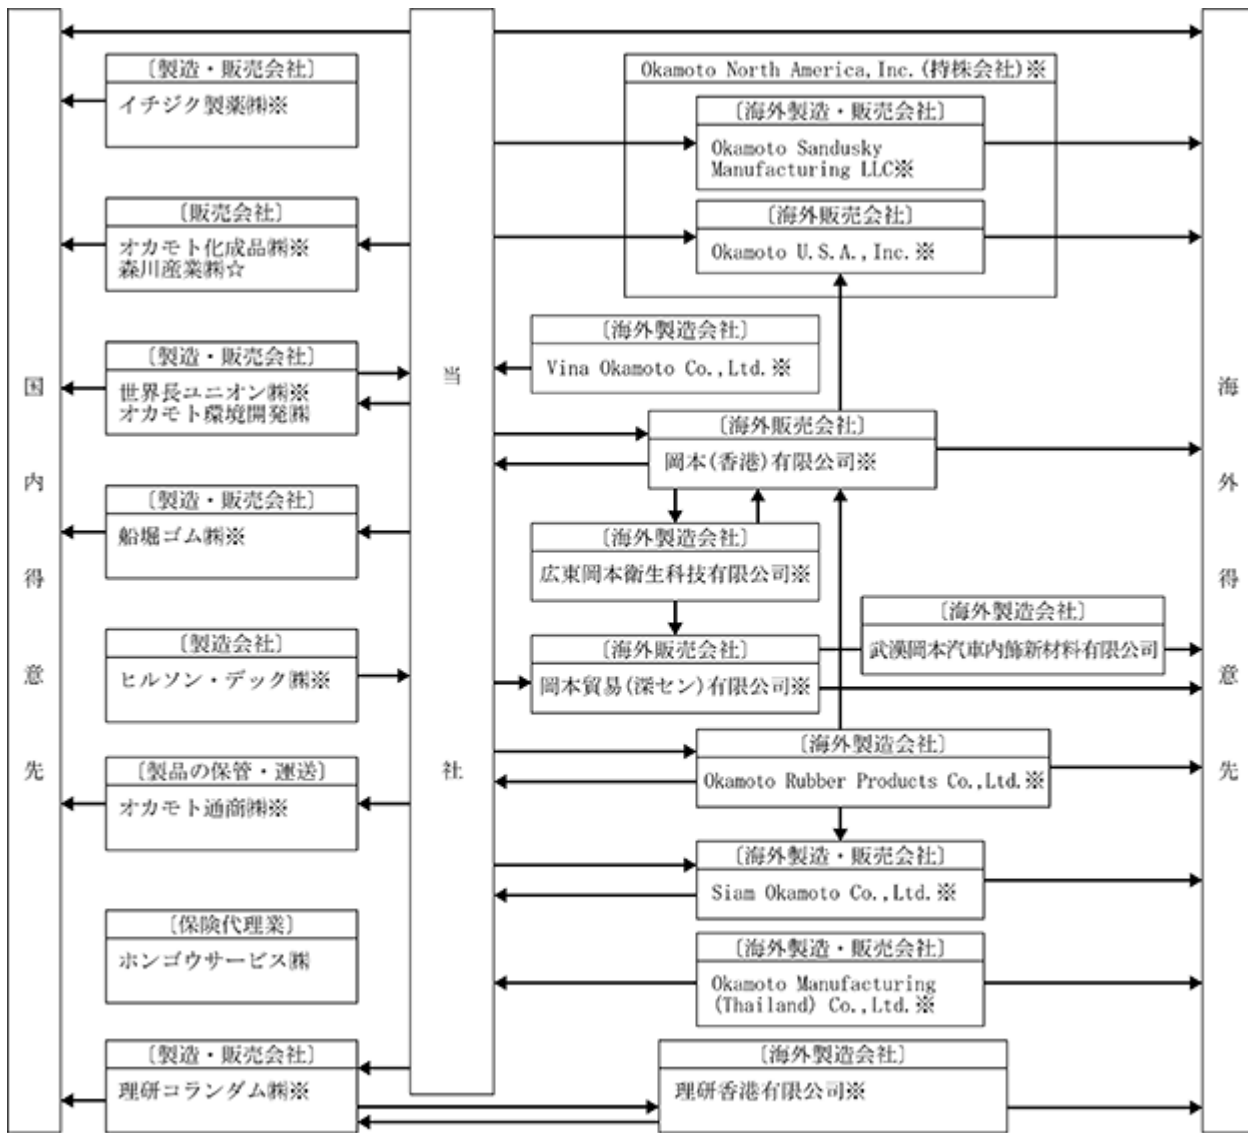 国内得意先
〔製造・販売会社〕
イチジク製薬㈱※
〔販売会社〕
オカモト化成品㈱※
森川産業㈱☆
〔製造・販売会社〕
世界長ユニオン㈱※
オカモト環境開発㈱
〔製造・販売会社〕
船堀ゴム㈱※
〔製造会社〕
ヒルソン・デック㈱※
〔製品の保管・運送〕
オカモト通商㈱※
〔保険代理業〕
ホンゴウサービス㈱
〔製造・販売会社〕
理研コランダム㈱※
当社
Okamoto North America,Inc.(持株会社)※
〔海外製造・販売会社〕
Okamoto Sandusky
Manufacturing LLC※
〔海外販売会社〕
Okamoto U.S.A.,Inc.※
〔海外製造会社〕
Vina Okamoto Co.,Ltd.※
〔海外販売会社〕
岡本(香港)有限公司※
〔海外製造会社〕
広東岡本衛生科技有限公司※
〔海外製造会社〕
武漢岡本汽車内飾新材料有限公司
〔海外販売会社〕
岡本貿易(深セン)有限公司※
〔海外製造会社〕
Okamoto Rubber Products Co.,Ltd.※
〔海外製造・販売会社〕
Siam Okamoto Co.,Ltd.※
〔海外製造・販売会社〕
Okamoto Manufacturing
(Thailand) Co.,Ltd.※
〔海外製造会社〕
理研香港有限公司※
海外得意先